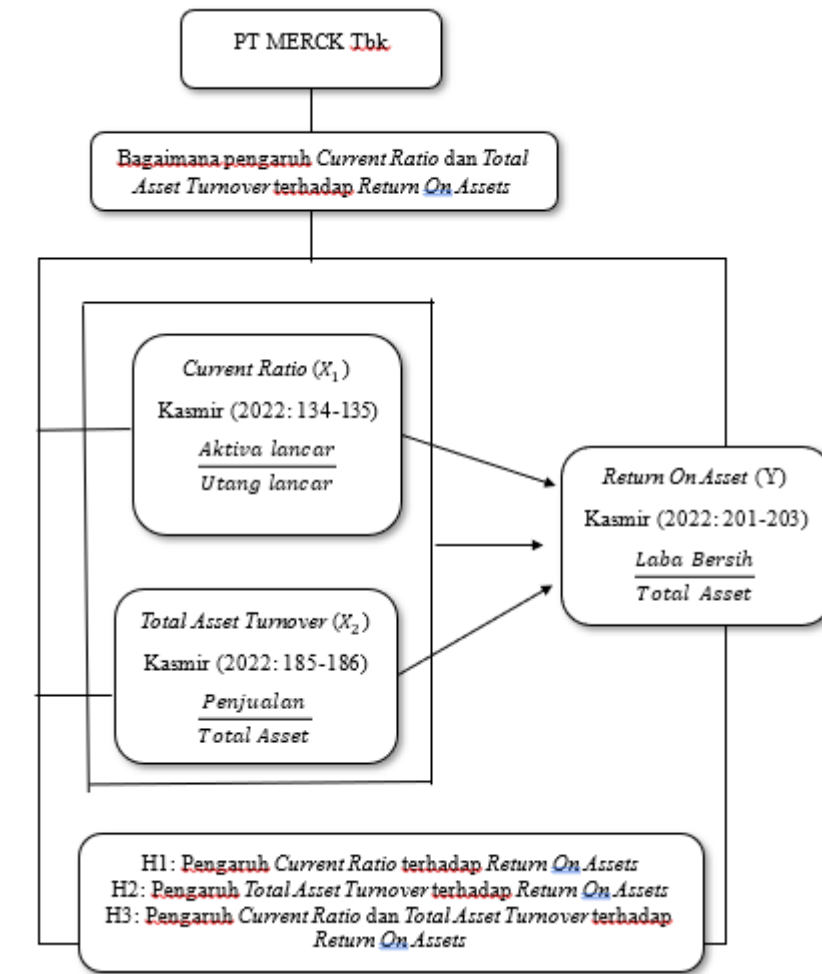 PT MERCK Tbk
Bagaimana pengaruh Current Ratio dan Total
Asset Turnover terhadap Return On Assets
Current Ratio (X₁)
Kasmir (2022: 134-135)
Aktiva lancar
Utang lancar
Total Asset Turnover (X₂)
Kasmir (2022: 185-186)
Penjualan
Total Asset
Return On Asset (Y)
Kasmir (2022: 201-203)
Laba Bersih
Total Asset
H1: Pengaruh Current Ratio terhadap Return On Assets
H2: Pengaruh Total Asset Turnover terhadap Return On Assets
H3: Pengaruh Current Ratio dan Total Asset Turnover terhadap
Return On Assets